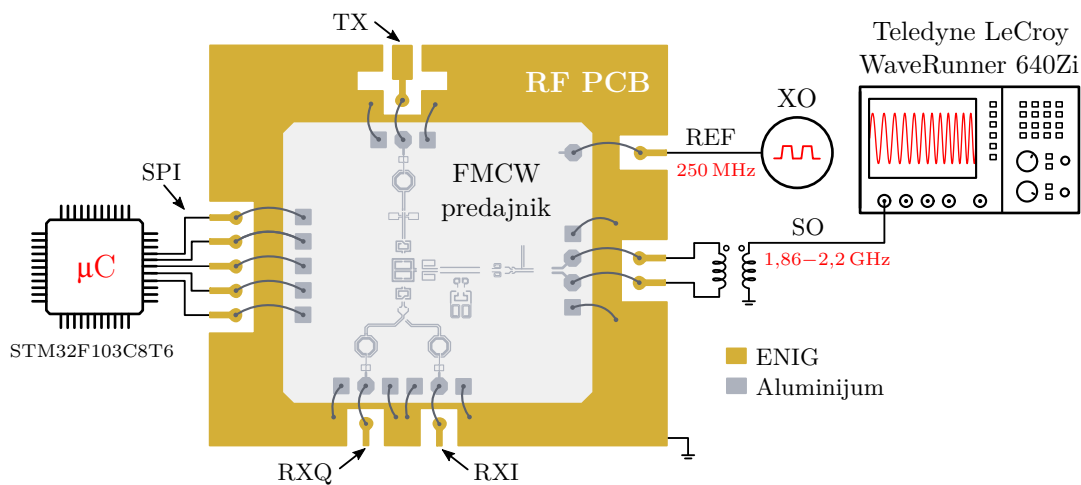 TX
Teledyne LeCroy
WaveRunner 640Zi
RF PCB
XO
REF
250 MHz
SPI
FMCW
predajnik
µC
SO
1,86−2,2 GHz
STM32F103C8T6
ENIG
Aluminijum
RXQ
RXI